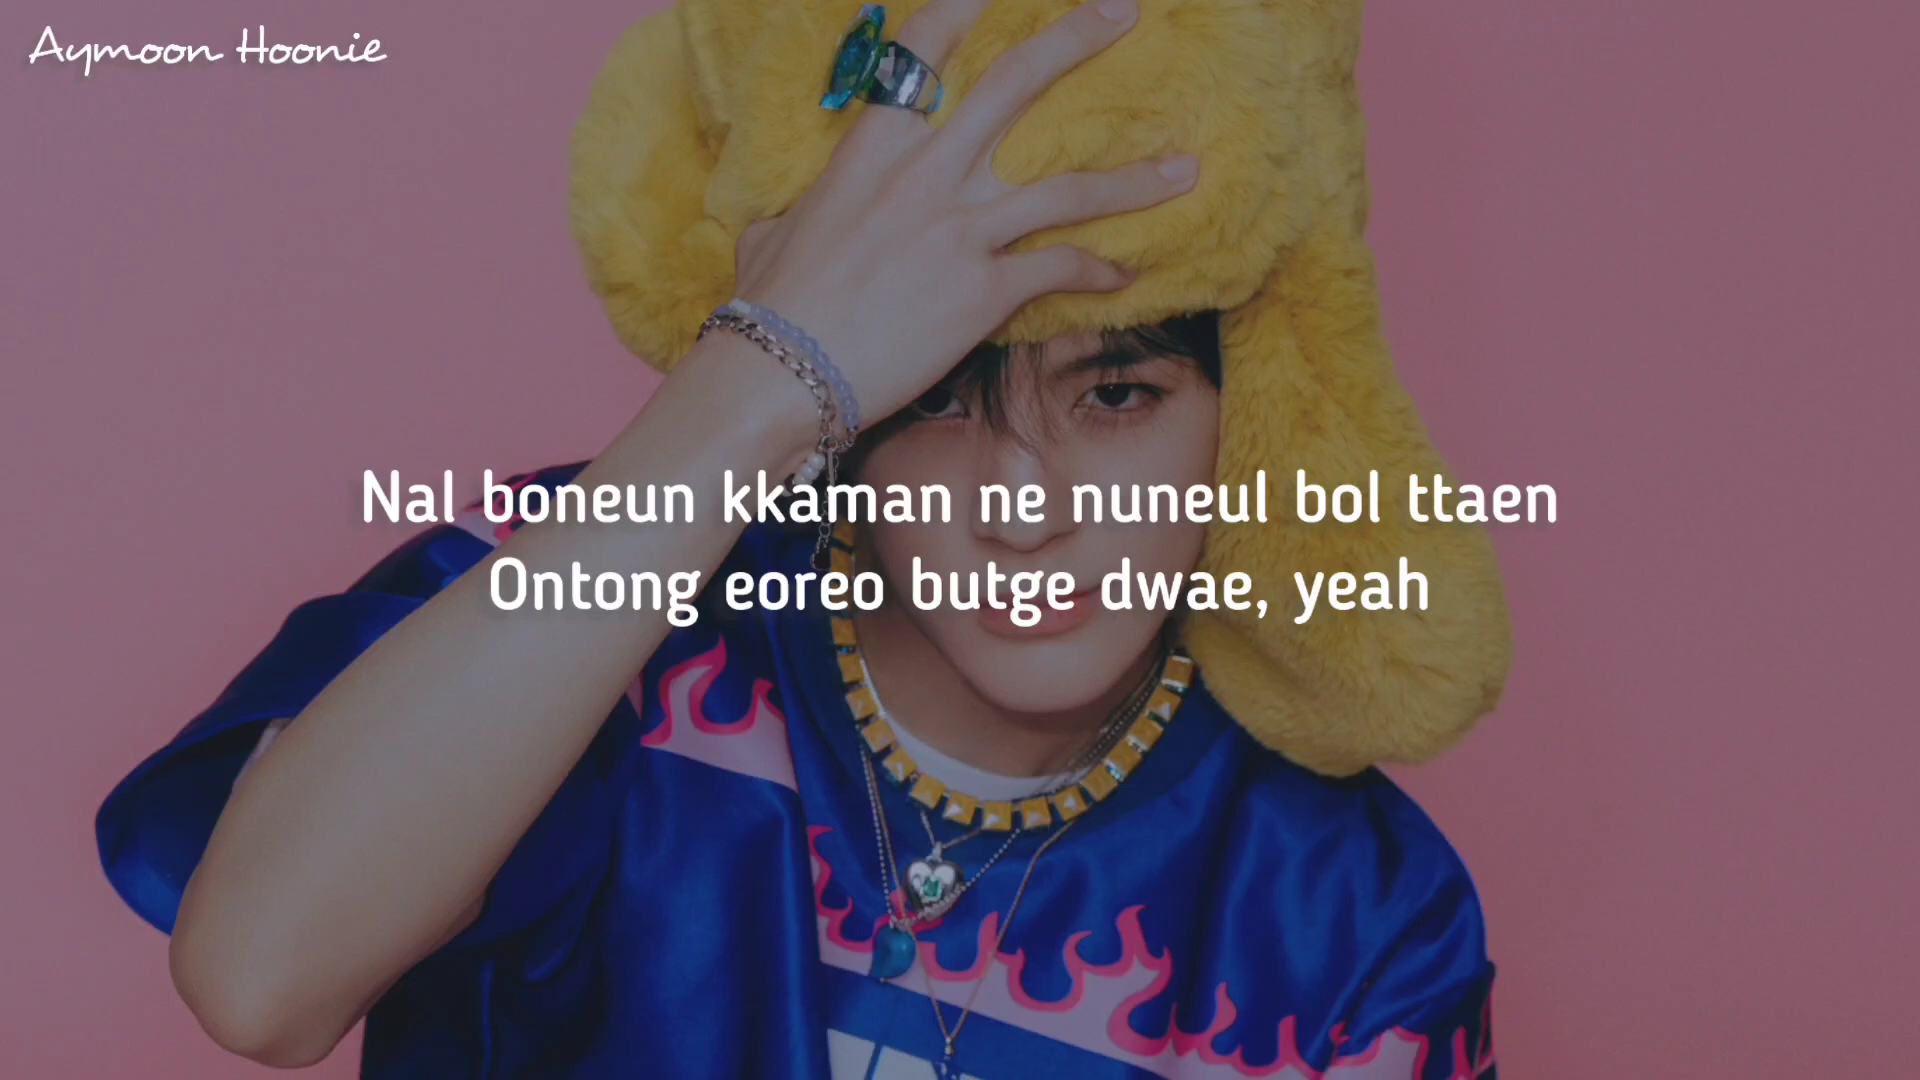 Aymoon Hoonie
Nal boneun kkaman ne nuneul bol ttaen
Ontong eoreo butge dwae, yeah